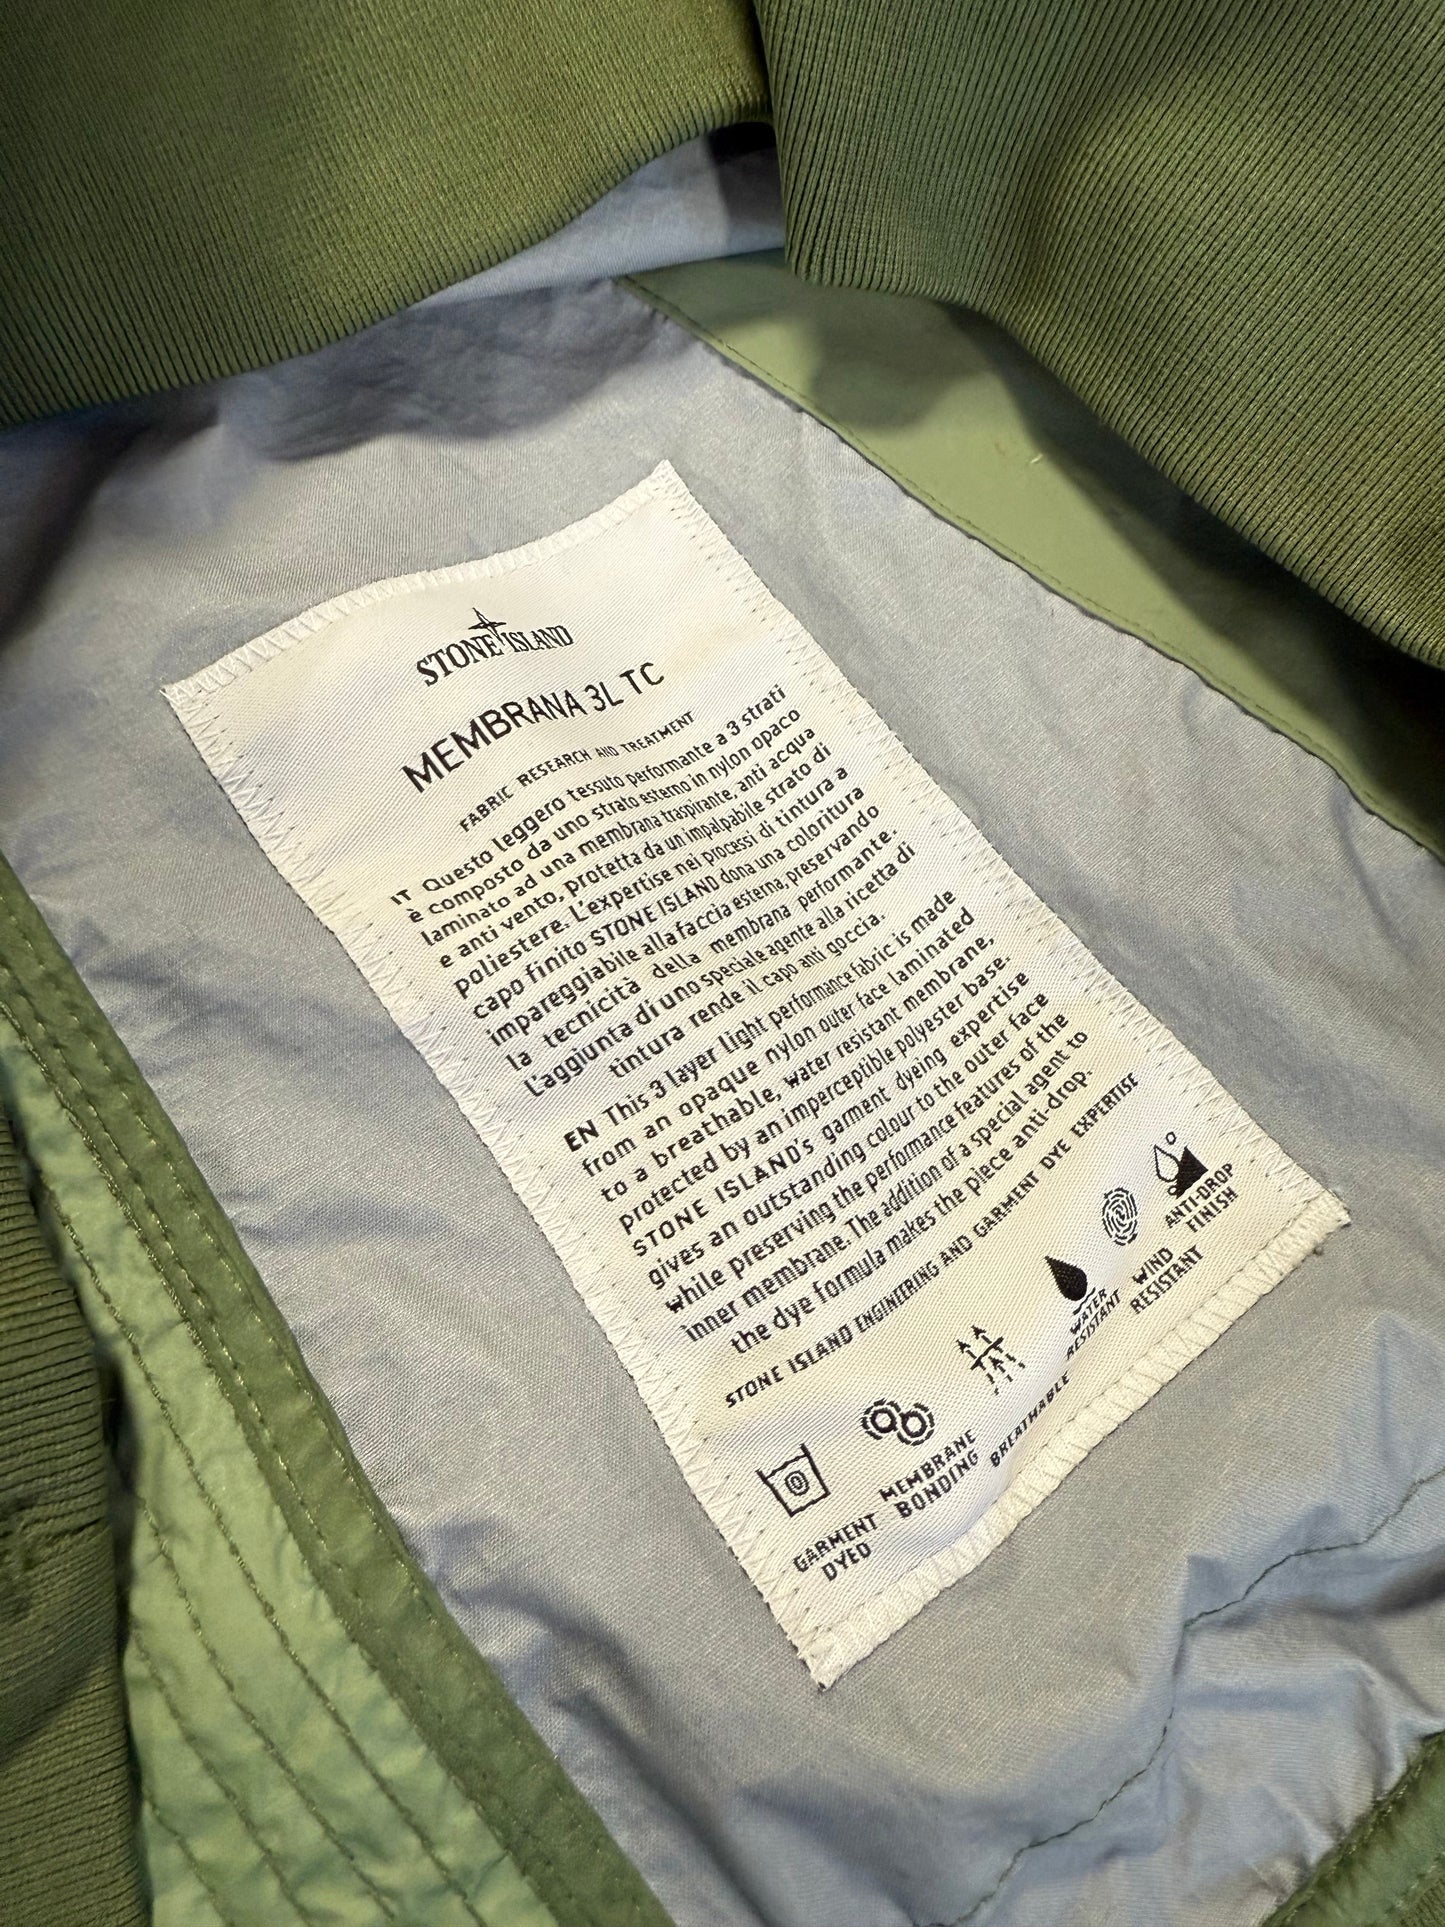 STONE ISLAND
MEMBRANA 3L TC
FABRIC RESEARCH AND TREATMENT
IT Questo leggero tessuto performante a 3 strati
è composto da uno strato esterno in nylon opaco
laminato ad una membrana traspirante, anti acqua
e anti vento, protetta da un impalpabile strato di
poliestere. L'expertise nei processi di tintura a
capo finito STONE ISLAND dona una coloritura
impareggiabile alla faccia esterna, preservando
la tecnicità della membrana performante.
L'aggiunta di uno speciale agente alla ricetta di
tintura rende il capo anti goccia.
EN This 3 layer light performance fabric is made
from an opaque nylon outer face laminated
to a breathable, water resistant membrane,
protected by an imperceptible polyester base.
STONE ISLAND's garment dyeing expertise
gives an outstanding colour to the outer face
while preserving the performance features of the
inner membrane. The addition of a special agent to
the dye formula makes the piece anti-drop.
STONE ISLAND ENGINEERING AND GARMENT DYE EXPERTISE
GARMENT
DYED
MEMBRANE
BONDING
BREATHABLE
WATER
RESISTANT
WIND
RESISTANT
ANTI-DROP
FINISH